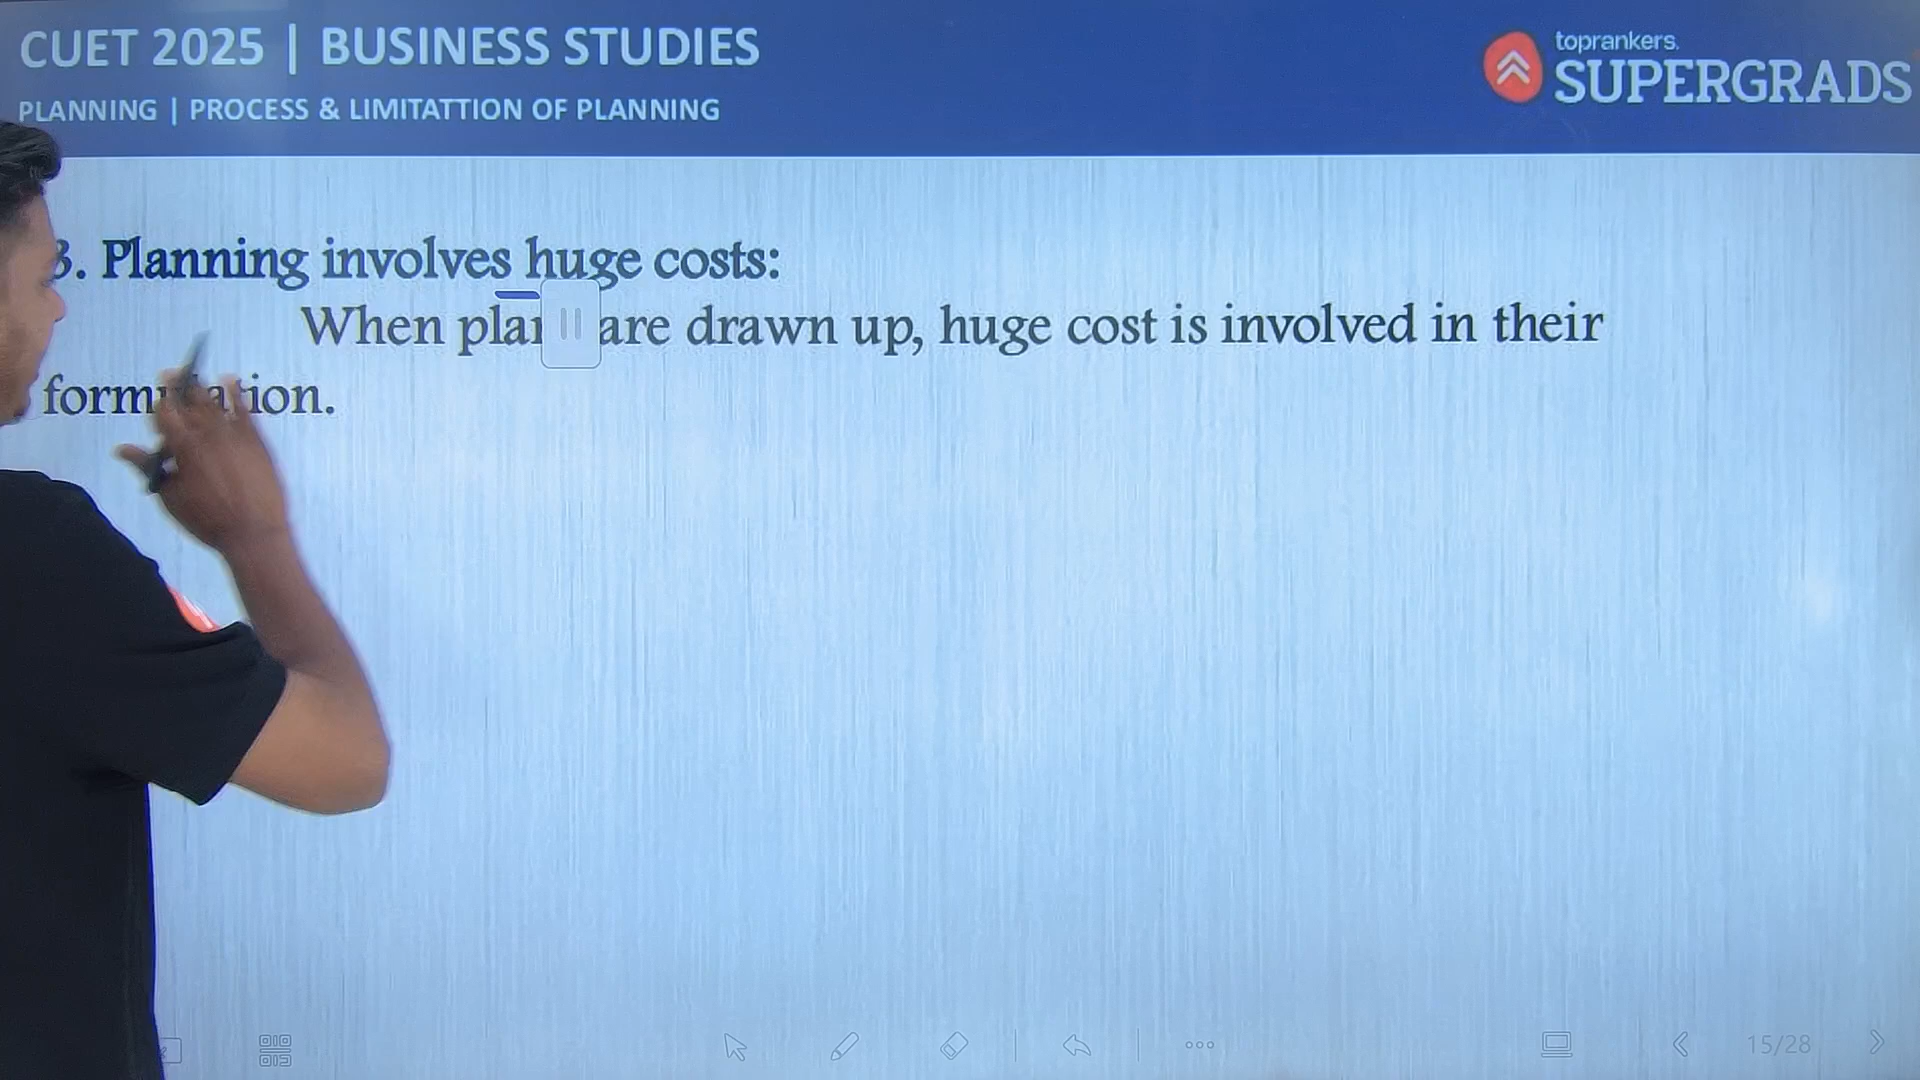 CUET 2025 | BUSINESS STUDIES
PLANNING | PROCESS & LIMITATTION OF PLANNING
toprankers.
SUPERGRADS
3. Planning involves huge costs:
When plans are drawn up, huge cost is involved in their
formulation.
15/28